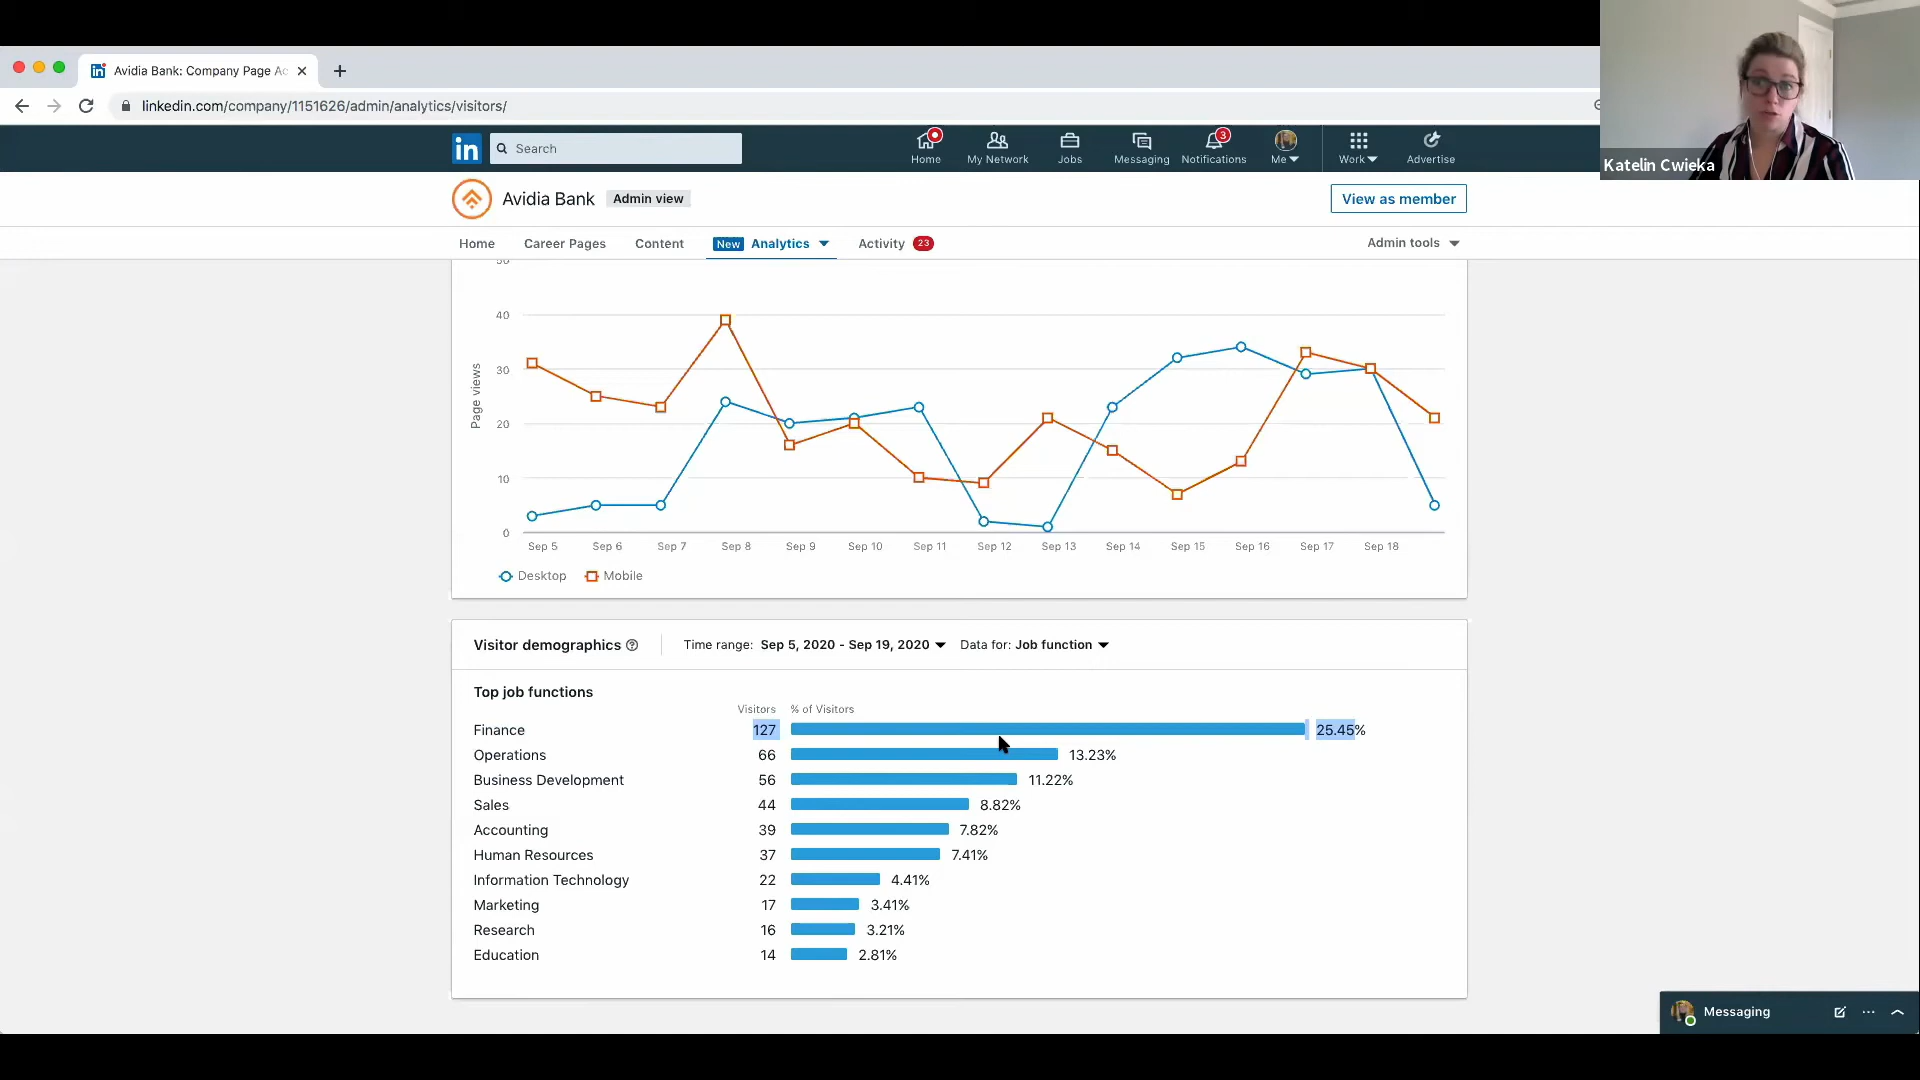 Avidia Bank: Company Page Ac
linkedin.com/company/1151626/admin/analytics/visitors/
Katelin Cwieka
in
Search
Home
My Network
Jobs
Messaging
3
Notifications
Me
Work
Advertise
Avidia Bank
Admin view
View as member
Home
Career Pages
Content
New
Analytics
Activity
23
Admin tools
50
40
30
20
10
0
Page views
Sep 5
Sep 6
Sep 7
Sep 8
Sep 9
Sep 10
Sep 11
Sep 12
Sep 13
Sep 14
Sep 15
Sep 16
Sep 17
Sep 18
Desktop
Mobile
Visitor demographics
Time range: Sep 5, 2020 - Sep 19, 2020
Data for: Job function
Top job functions
Visitors
% of Visitors
Finance 127 25.45%
Operations 66 13.23%
Business Development 56 11.22%
Sales 44 8.82%
Accounting 39 7.82%
Human Resources 37 7.41%
Information Technology 22 4.41%
Marketing 17 3.41%
Research 16 3.21%
Education 14 2.81%
Messaging